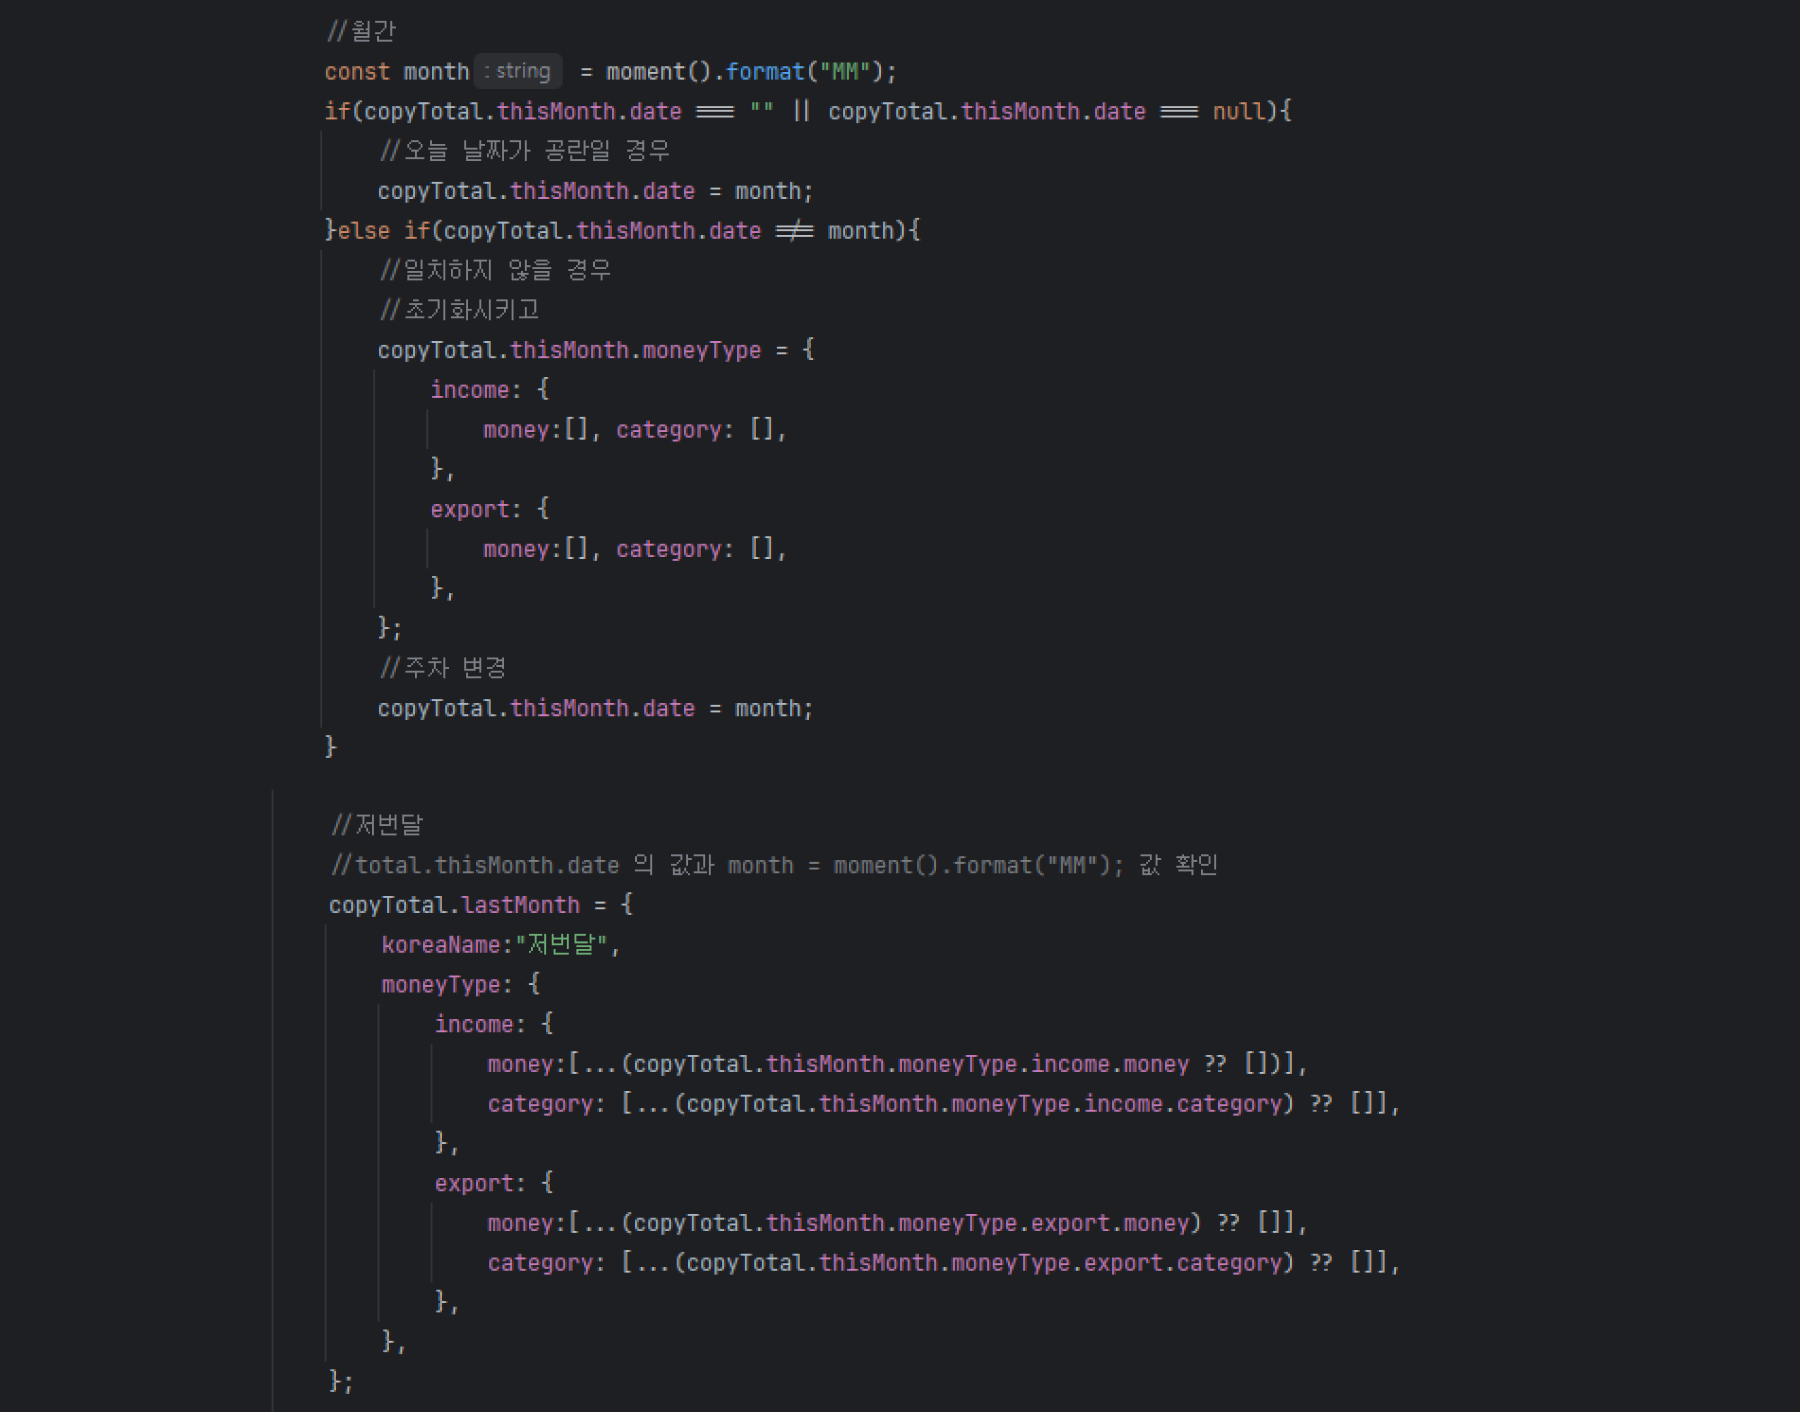 //월간
const month : string = moment().format("MM");
if(copyTotal.thisMonth.date === "" || copyTotal.thisMonth.date === null){
//오늘 날짜가 공란일 경우
copyTotal.thisMonth.date = month;
}else if(copyTotal.thisMonth.date !== month){
//일치하지 않을 경우
//초기화시키고
copyTotal.thisMonth.moneyType = {
income: {
money:[], category: [],
},
export: {
money:[], category: [],
},
};
//주차 변경
copyTotal.thisMonth.date = month;
}
//저번달
//total.thisMonth.date 의 값과 month = moment().format("MM"); 값 확인
copyTotal.lastMonth = {
koreaName:"저번달",
moneyType: {
income: {
money:[...(copyTotal.thisMonth.moneyType.income.money ?? [])],
category: [...(copyTotal.thisMonth.moneyType.income.category) ?? []],
},
export: {
money:[...(copyTotal.thisMonth.moneyType.export.money) ?? []],
category: [...(copyTotal.thisMonth.moneyType.export.category) ?? []],
},
},
};